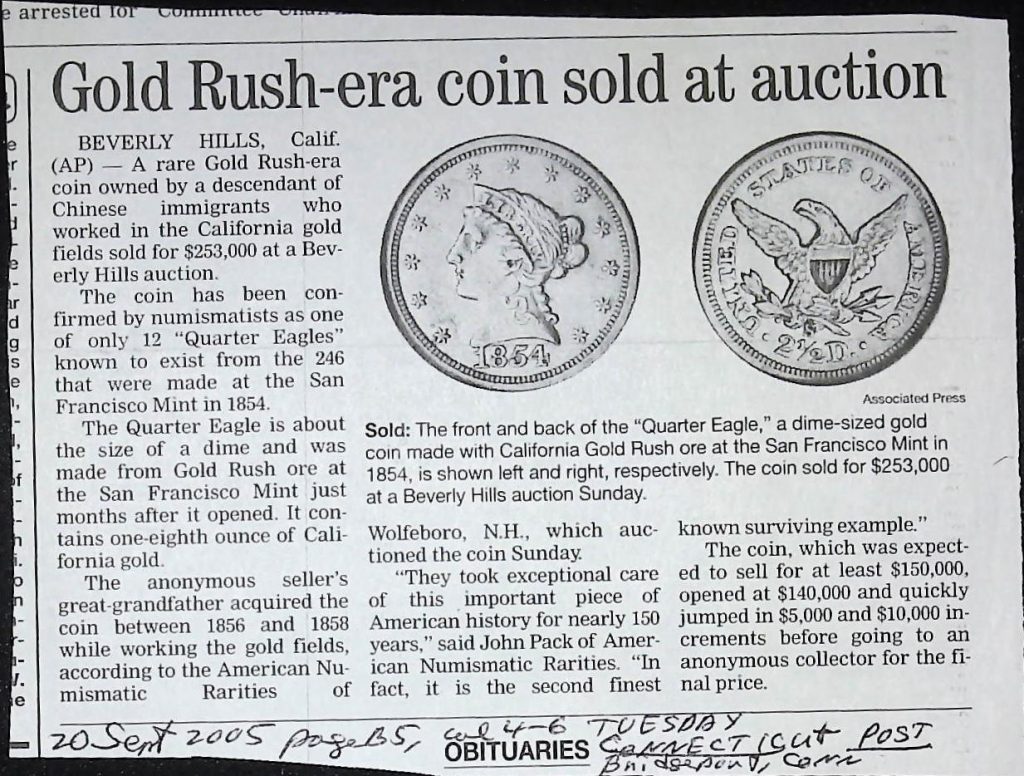 e arrested for "Committee
Gold Rush-era coin sold at auction
BEVERLY HILLS, Calif.
(AP) — A rare Gold Rush-era
coin owned by a descendant of
Chinese immigrants who
worked in the California gold
fields sold for $253,000 at a Bev-
erly Hills auction.
The coin has been con-
firmed by numismatists as one
of only 12 "Quarter Eagles"
known to exist from the 246
that were made at the San
Francisco Mint in 1854.
The Quarter Eagle is about
the size of a dime and was
made from Gold Rush ore at
the San Francisco Mint just
months after it opened. It con-
tains one-eighth ounce of Cali-
fornia gold.
The anonymous seller's
great-grandfather acquired the
coin between 1856 and 1858
while working the gold fields,
according to the American Nu-
mismatic Rarities of
1854
UNITED STATES OF AMERICA
S
2½ D.
Associated Press
Sold: The front and back of the "Quarter Eagle," a dime-sized gold
coin made with California Gold Rush ore at the San Francisco Mint in
1854, is shown left and right, respectively. The coin sold for $253,000
at a Beverly Hills auction Sunday.
Wolfeboro, N.H., which auc-
tioned the coin Sunday.
"They took exceptional care
of this important piece of
American history for nearly 150
years," said John Pack of Amer-
ican Numismatic Rarities. "In
fact, it is the second finest
known surviving example."
The coin, which was expect-
ed to sell for at least $150,000,
opened at $140,000 and quickly
jumped in $5,000 and $10,000 in-
crements before going to an
anonymous collector for the fi-
nal price.
20 Sept 2005 page B5, col 4-6 TUESDAY
OBITUARIES
CONNECTICUT POST
Bridgeport, Conn